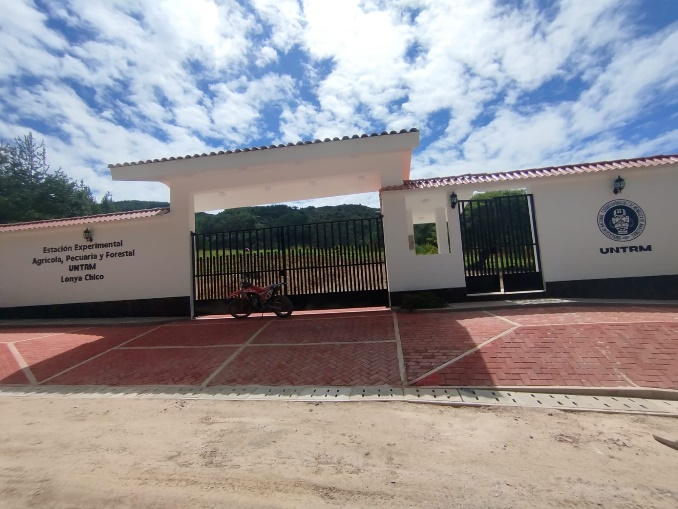 Estación Experimental
Agrícola, Pecuaria y Forestal
UNTRM
Lonya Chico
UNTRM